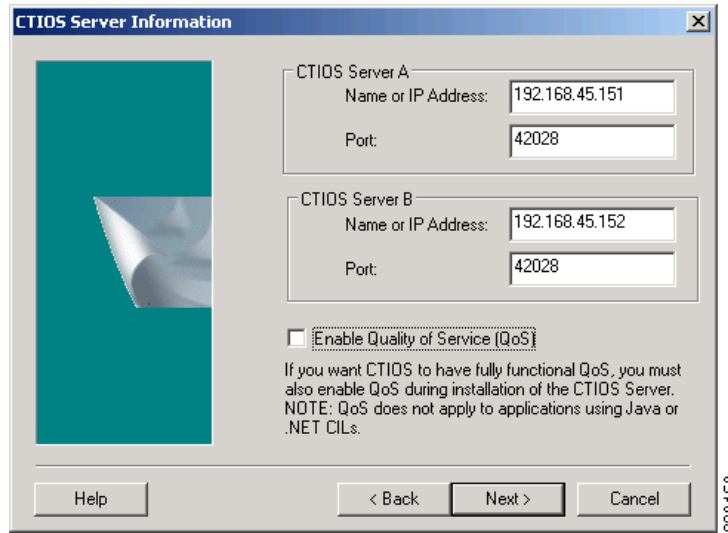 CTIOS Server Information
CTIOS Server A
Name or IP Address: 192.168.45.151
Port: 42028
CTIOS Server B
Name or IP Address: 192.168.45.152
Port: 42028
Enable Quality of Service (QoS)
If you want CTIOS to have fully functional QoS, you must
also enable QoS during installation of the CTIOS Server.
NOTE: QoS does not apply to applications using Java or
.NET CILs.
Help < Back Next > Cancel